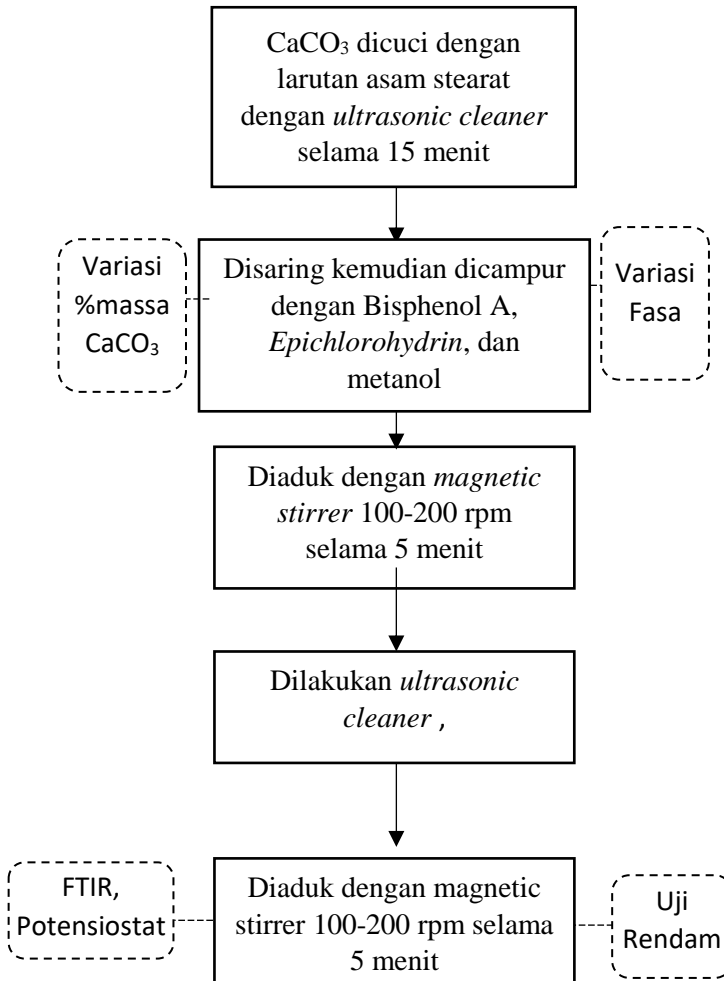 CaCO₃ dicuci dengan
larutan asam stearat
dengan ultrasonic cleaner
selama 15 menit
Variasi
%massa
CaCO₃
Disaring kemudian dicampur
dengan Bisphenol A,
Epichlorohydrin, dan
metanol
Variasi
Fasa
Diaduk dengan magnetic
stirrer 100-200 rpm
selama 5 menit
Dilakukan ultrasonic
cleaner ,
FTIR,
Potensiostat
Diaduk dengan magnetic
stirrer 100-200 rpm selama
5 menit
Uji
Rendam